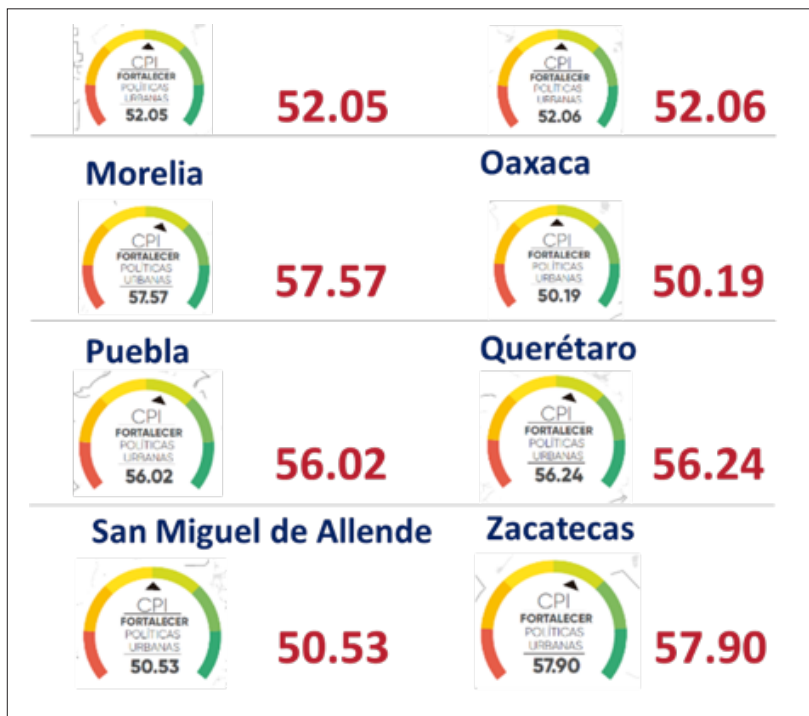 CPI
FORTALECER
POLÍTICAS
URBANAS
52.05
52.05
CPI
FORTALECER
POLÍTICAS
URBANAS
52.06
52.06
Morelia
CPI
FORTALECER
POLÍTICAS
URBANAS
57.57
57.57
Oaxaca
CPI
FORTALECER
POLÍTICAS
URBANAS
50.19
50.19
Puebla
CPI
FORTALECER
POLÍTICAS
URBANAS
56.02
56.02
Querétaro
CPI
FORTALECER
POLÍTICAS
URBANAS
56.24
56.24
San Miguel de Allende
CPI
FORTALECER
POLÍTICAS
URBANAS
50.53
50.53
Zacatecas
CPI
FORTALECER
POLÍTICAS
URBANAS
57.90
57.90